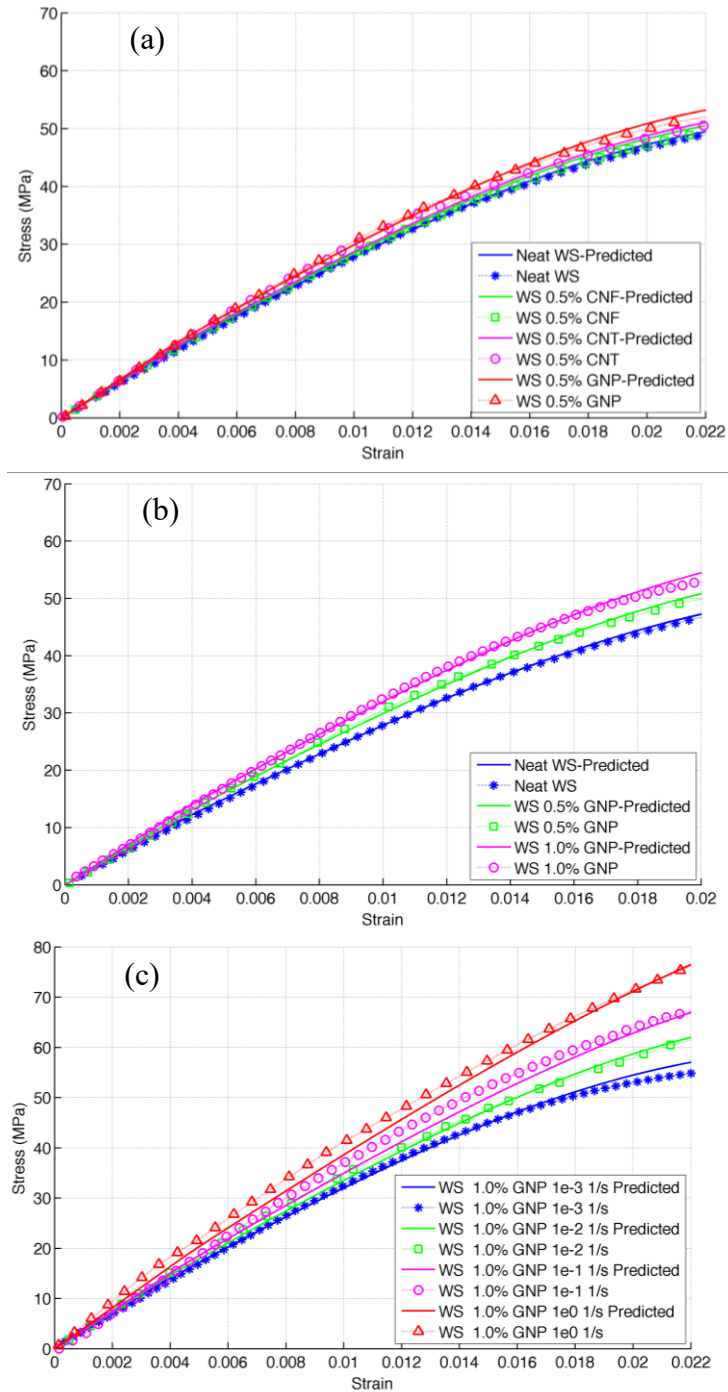 (a)
70
60
50
40
30
20
10
0
Stress (MPa)
Neat WS-Predicted
Neat WS
WS 0.5% CNF-Predicted
WS 0.5% CNF
WS 0.5% CNT-Predicted
WS 0.5% CNT
WS 0.5% GNP-Predicted
WS 0.5% GNP
0 0.002 0.004 0.006 0.008 0.01 0.012 0.014 0.016 0.018 0.02 0.022
Strain
(b)
70
60
50
40
30
20
10
0
Stress (MPa)
Neat WS-Predicted
Neat WS
WS 0.5% GNP-Predicted
WS 0.5% GNP
WS 1.0% GNP-Predicted
WS 1.0% GNP
0 0.002 0.004 0.006 0.008 0.01 0.012 0.014 0.016 0.018 0.02
Strain
(c)
80
70
60
50
40
30
20
10
0
Stress (MPa)
WS 1.0% GNP 1e-3 1/s Predicted
WS 1.0% GNP 1e-3 1/s
WS 1.0% GNP 1e-2 1/s Predicted
WS 1.0% GNP 1e-2 1/s
WS 1.0% GNP 1e-1 1/s Predicted
WS 1.0% GNP 1e-1 1/s
WS 1.0% GNP 1e0 1/s Predicted
WS 1.0% GNP 1e0 1/s
0 0.002 0.004 0.006 0.008 0.01 0.012 0.014 0.016 0.018 0.02 0.022
Strain